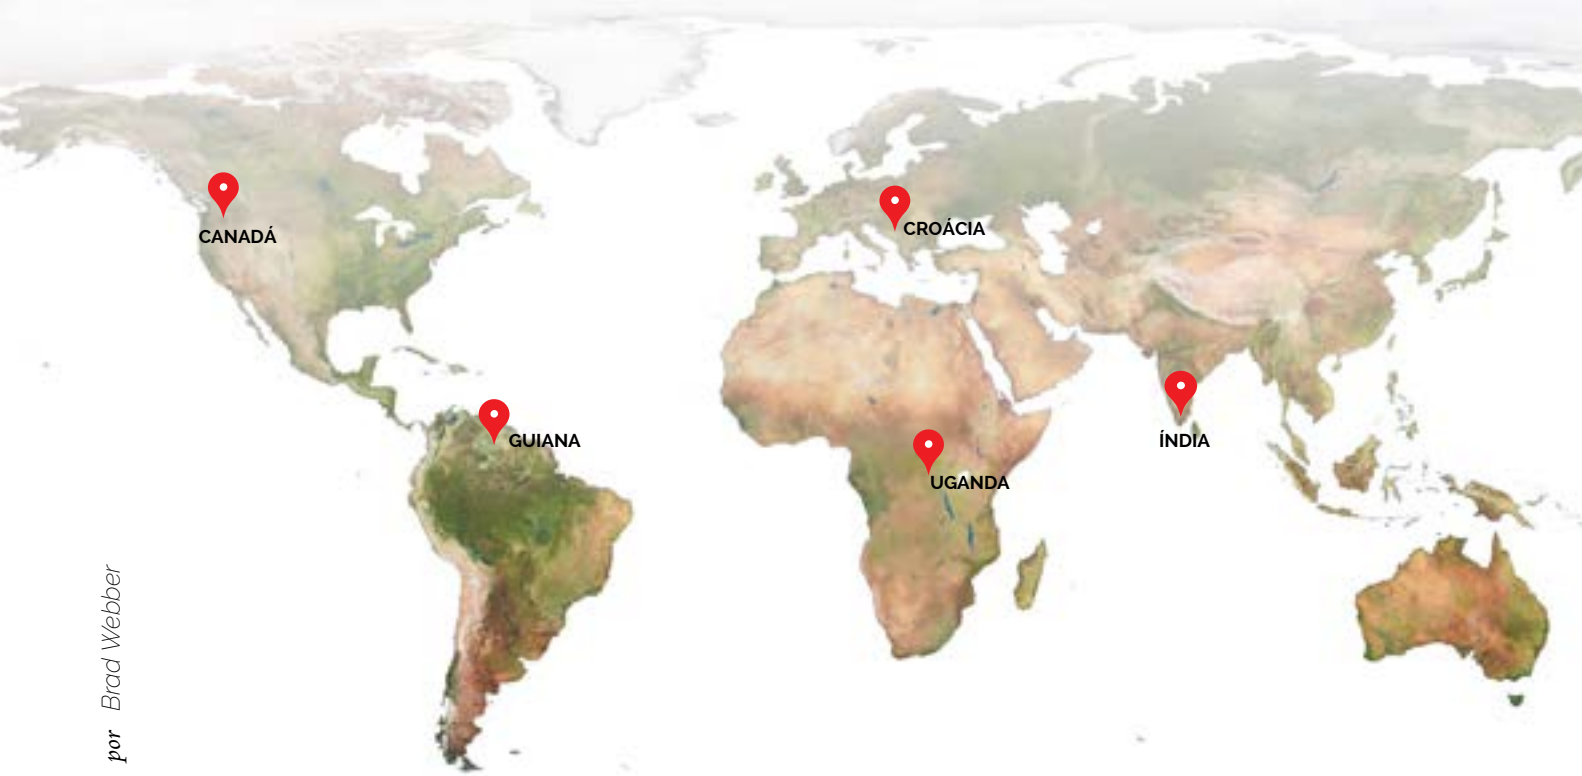 CANADÁ
CROÁCIA
GUIANA
ÍNDIA
UGANDA
por Brad Webber